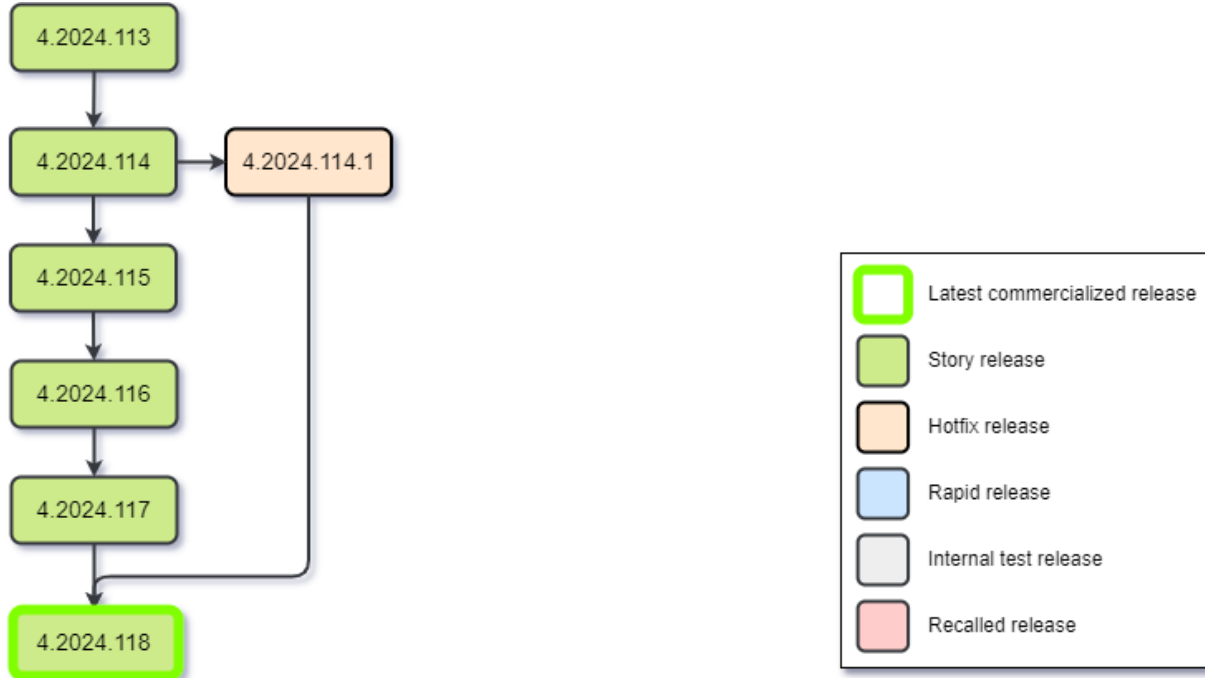 4.2024.113
4.2024.114
4.2024.114.1
4.2024.115
4.2024.116
4.2024.117
4.2024.118
Latest commercialized release
Story release
Hotfix release
Rapid release
Internal test release
Recalled release